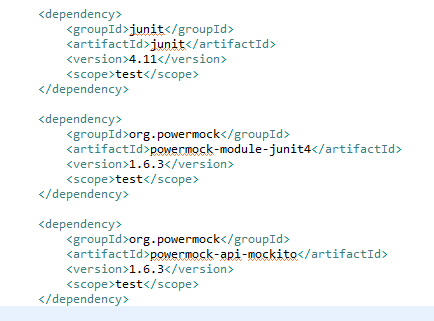 <dependency>
<groupId>junit</groupId>
<artifactId>junit</artifactId>
<version>4.11</version>
<scope>test</scope>
</dependency>
<dependency>
<groupId>org.powermock</groupId>
<artifactId>powermock-module-junit4</artifactId>
<version>1.6.3</version>
<scope>test</scope>
</dependency>
<dependency>
<groupId>org.powermock</groupId>
<artifactId>powermock-api-mockito</artifactId>
<version>1.6.3</version>
<scope>test</scope>
</dependency>